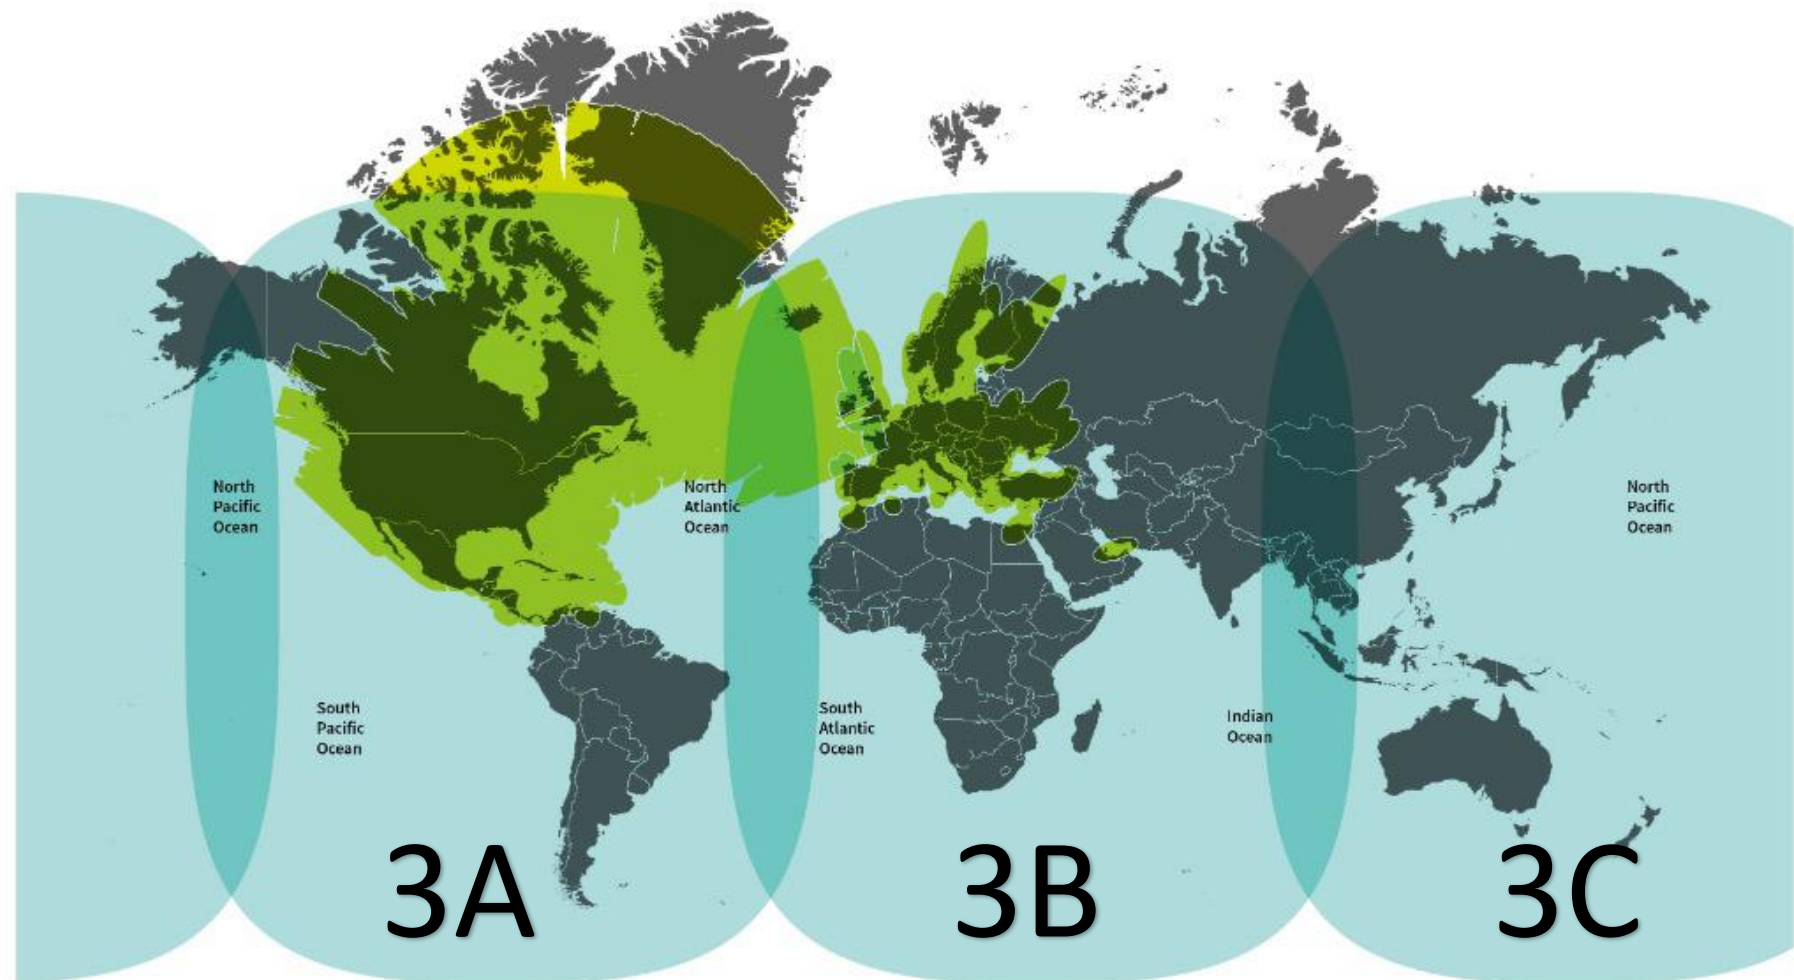 North
Pacific
Ocean
North
Atlantic
Ocean
North
Pacific
Ocean
South
Pacific
Ocean
South
Atlantic
Ocean
Indian
Ocean
3A
3B
3C